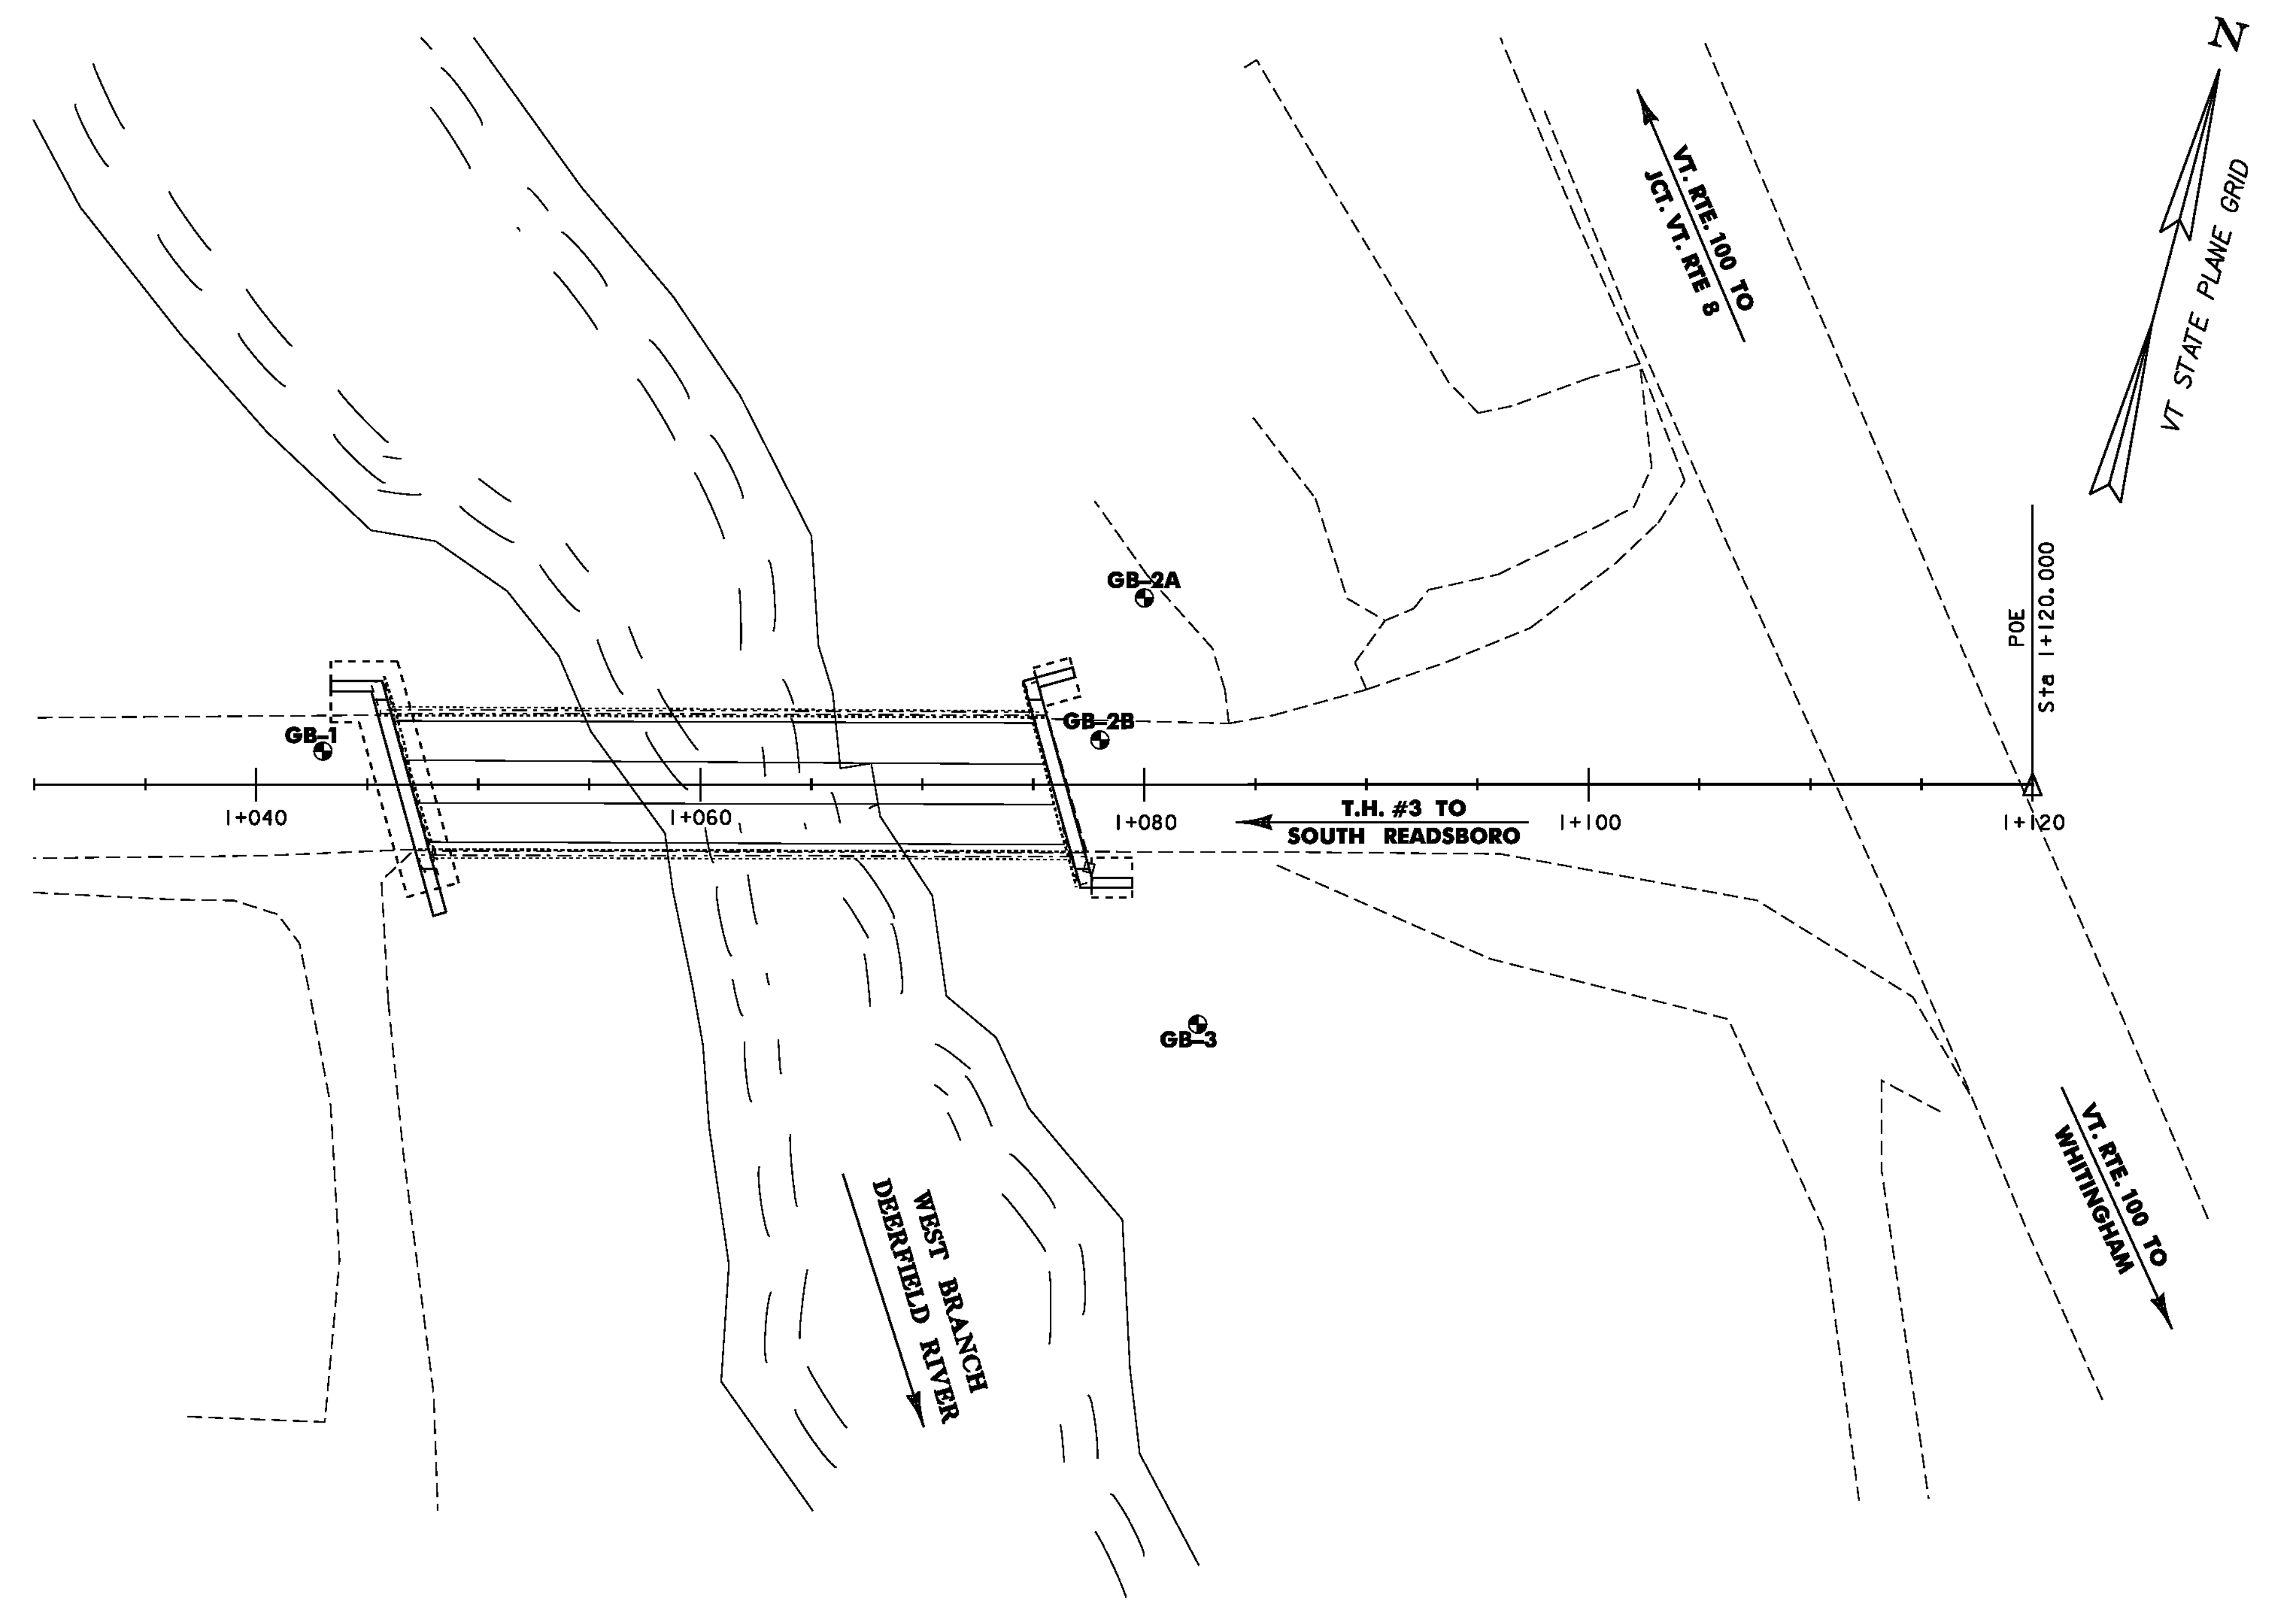 N
VT STATE PLANE GRID
VT. RTE. 100 TO
JCT. VT. RTE 8
POE
Sta 1+120.000
GB-2A
GB-2B
GB-1
1+040
1+060
1+080
1+100
1+120
T.H. #3 TO
SOUTH READSBORO
GB-3
WEST BRANCH
DEERFIELD RIVER
VT. RTE. 100 TO
WHITINGHAM